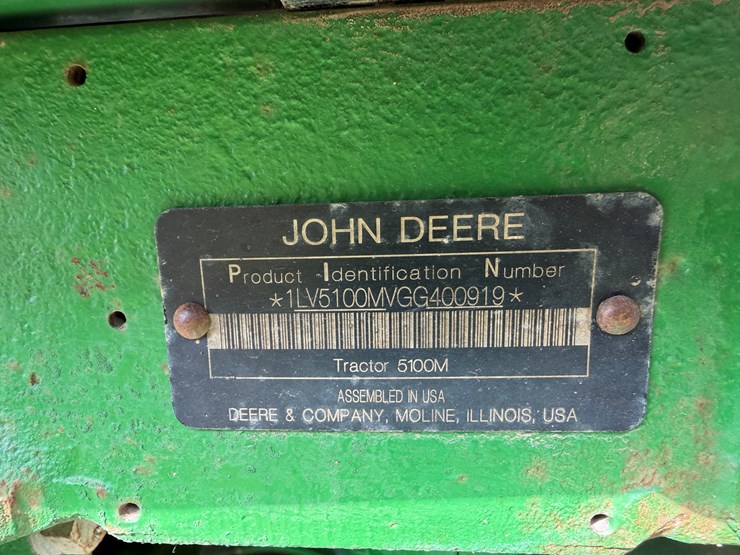 JOHN DEERE
Product Identification Number
*1LV5100MVGG400919*
Tractor 5100M
ASSEMBLED IN USA
DEERE & COMPANY, MOLINE, ILLINOIS, USA